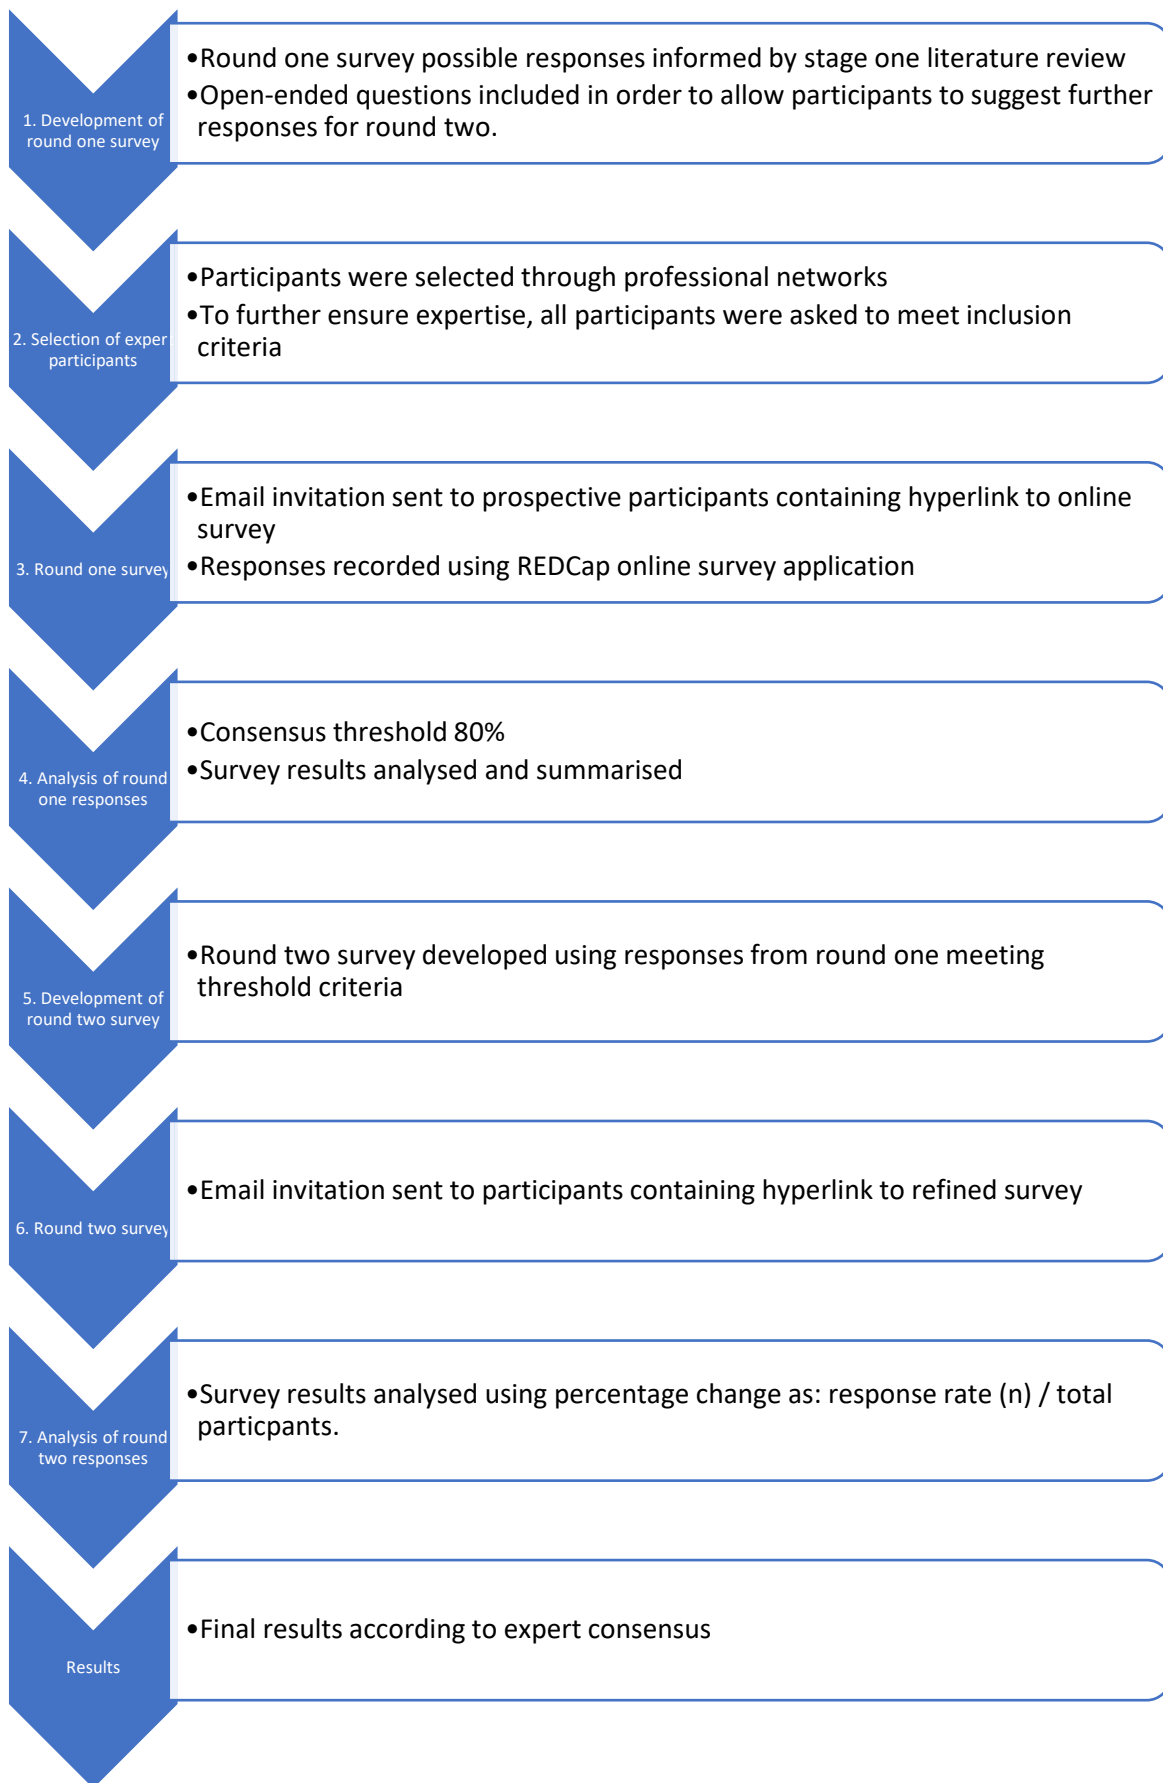 1. Development of
round one survey
•Round one survey possible responses informed by stage one literature review
•Open-ended questions included in order to allow participants to suggest further
responses for round two.
2. Selection of exper
participants
•Participants were selected through professional networks
•To further ensure expertise, all participants were asked to meet inclusion
criteria
3. Round one survey
•Email invitation sent to prospective participants containing hyperlink to online
survey
•Responses recorded using REDCap online survey application
4. Analysis of round
one responses
•Consensus threshold 80%
•Survey results analysed and summarised
5. Development of
round two survey
•Round two survey developed using responses from round one meeting
threshold criteria
6. Round two survey
•Email invitation sent to participants containing hyperlink to refined survey
7. Analysis of round
two responses
•Survey results analysed using percentage change as: response rate (n) / total
particpants.
Results
•Final results according to expert consensus